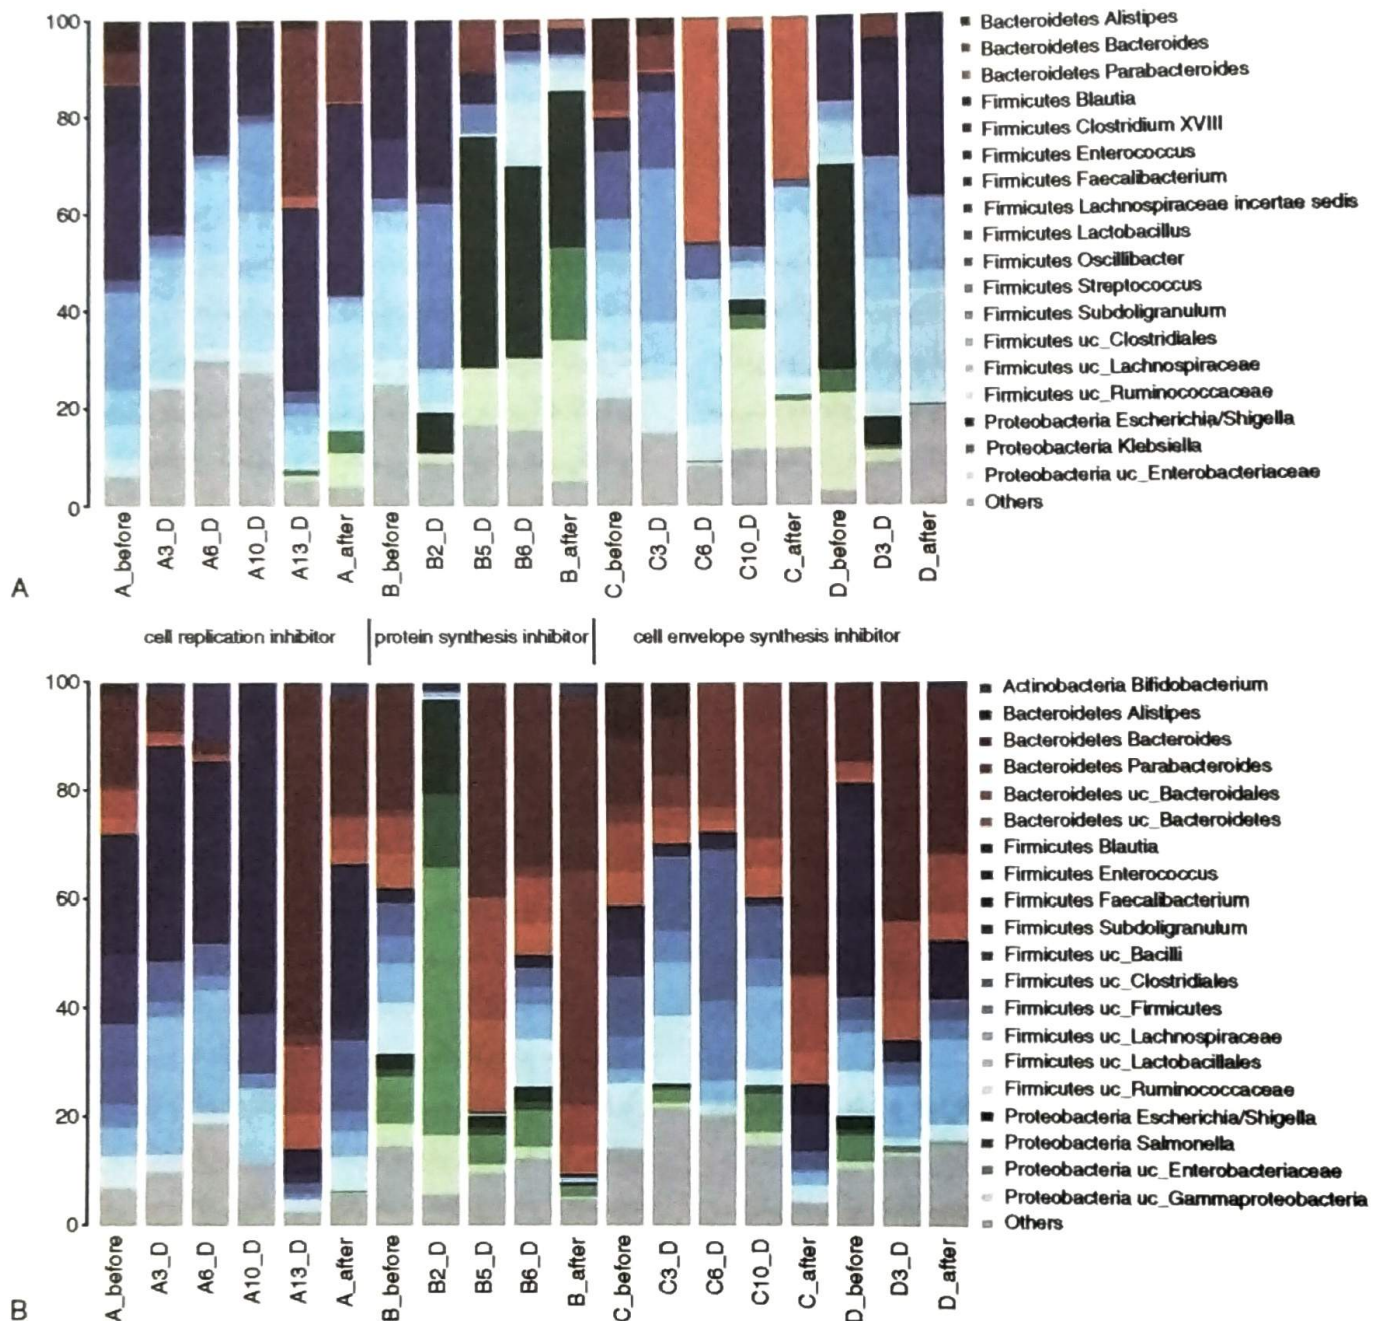 100
80
60
40
20
0
Bacteroidetes Alistipes
Bacteroidetes Bacteroides
Bacteroidetes Parabacteroides
Firmicutes Blautia
Firmicutes Clostridium XVIII
Firmicutes Enterococcus
Firmicutes Faecalibacterium
Firmicutes Lachnospiraceae incertae sedis
Firmicutes Lactobacillus
Firmicutes Oscillibacter
Firmicutes Streptococcus
Firmicutes Subdoligranulum
Firmicutes uc_Clostridiales
Firmicutes uc_Lachnospiraceae
Firmicutes uc_Ruminococcaceae
Proteobacteria Escherichia/Shigella
Proteobacteria Klebsiella
Proteobacteria uc_Enterobacteriaceae
Others
A_before A3_D A6_D A10_D A13_D A_after B_before B2_D B5_D B6_D B_after C_before C3_D C6_D C10_D C_after D_before D3_D D_after
A
cell replication inhibitor protein synthesis inhibitor cell envelope synthesis inhibitor
100
80
60
40
20
0
Actinobacteria Bifidobacterium
Bacteroidetes Alistipes
Bacteroidetes Bacteroides
Bacteroidetes Parabacteroides
Bacteroidetes uc_Bacteroidales
Bacteroidetes uc_Bacteroidetes
Firmicutes Blautia
Firmicutes Enterococcus
Firmicutes Faecalibacterium
Firmicutes Subdoligranulum
Firmicutes uc_Bacilli
Firmicutes uc_Clostridiales
Firmicutes uc_Firmicutes
Firmicutes uc_Lachnospiraceae
Firmicutes uc_Lactobacillales
Firmicutes uc_Ruminococcaceae
Proteobacteria Escherichia/Shigella
Proteobacteria Salmonella
Proteobacteria uc_Enterobacteriaceae
Proteobacteria uc_Gammaproteobacteria
Others
A_before A3_D A6_D A10_D A13_D A_after B_before B2_D B5_D B6_D B_after C_before C3_D C6_D C10_D C_after D_before D3_D D_after
B